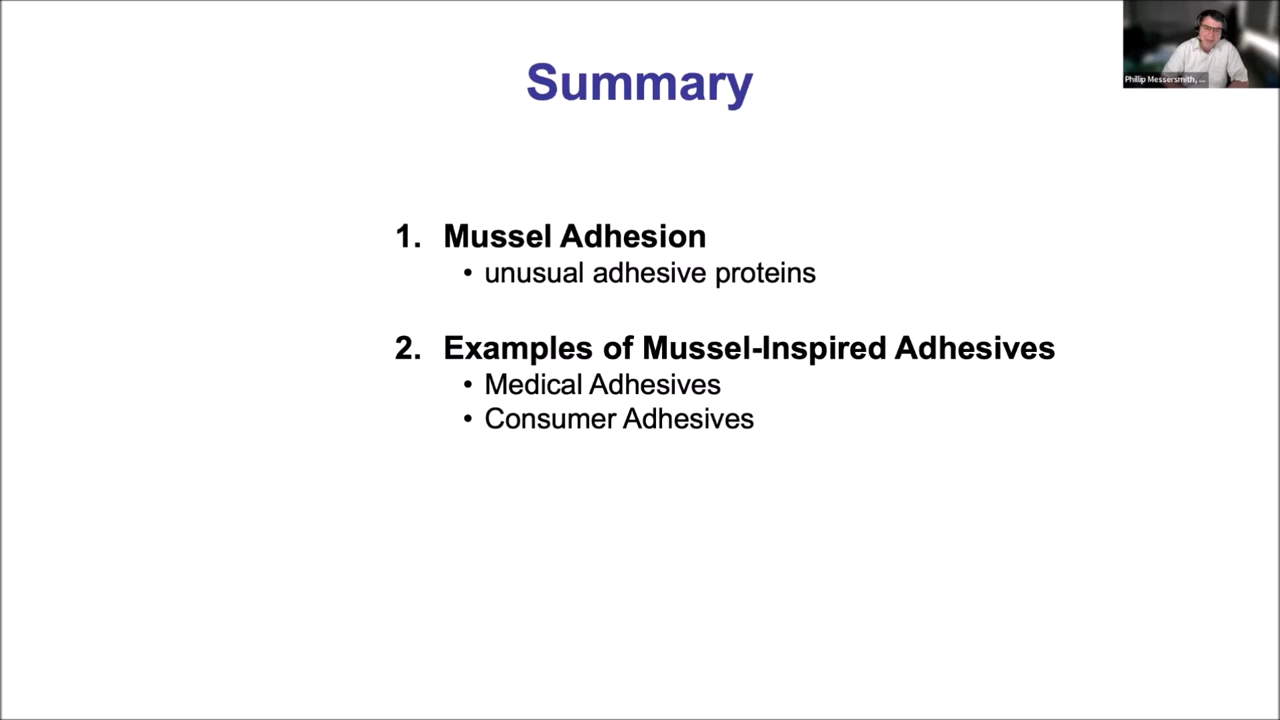 Phillip Messersmith, ...
Summary
1. Mussel Adhesion
• unusual adhesive proteins
2. Examples of Mussel-Inspired Adhesives
• Medical Adhesives
• Consumer Adhesives